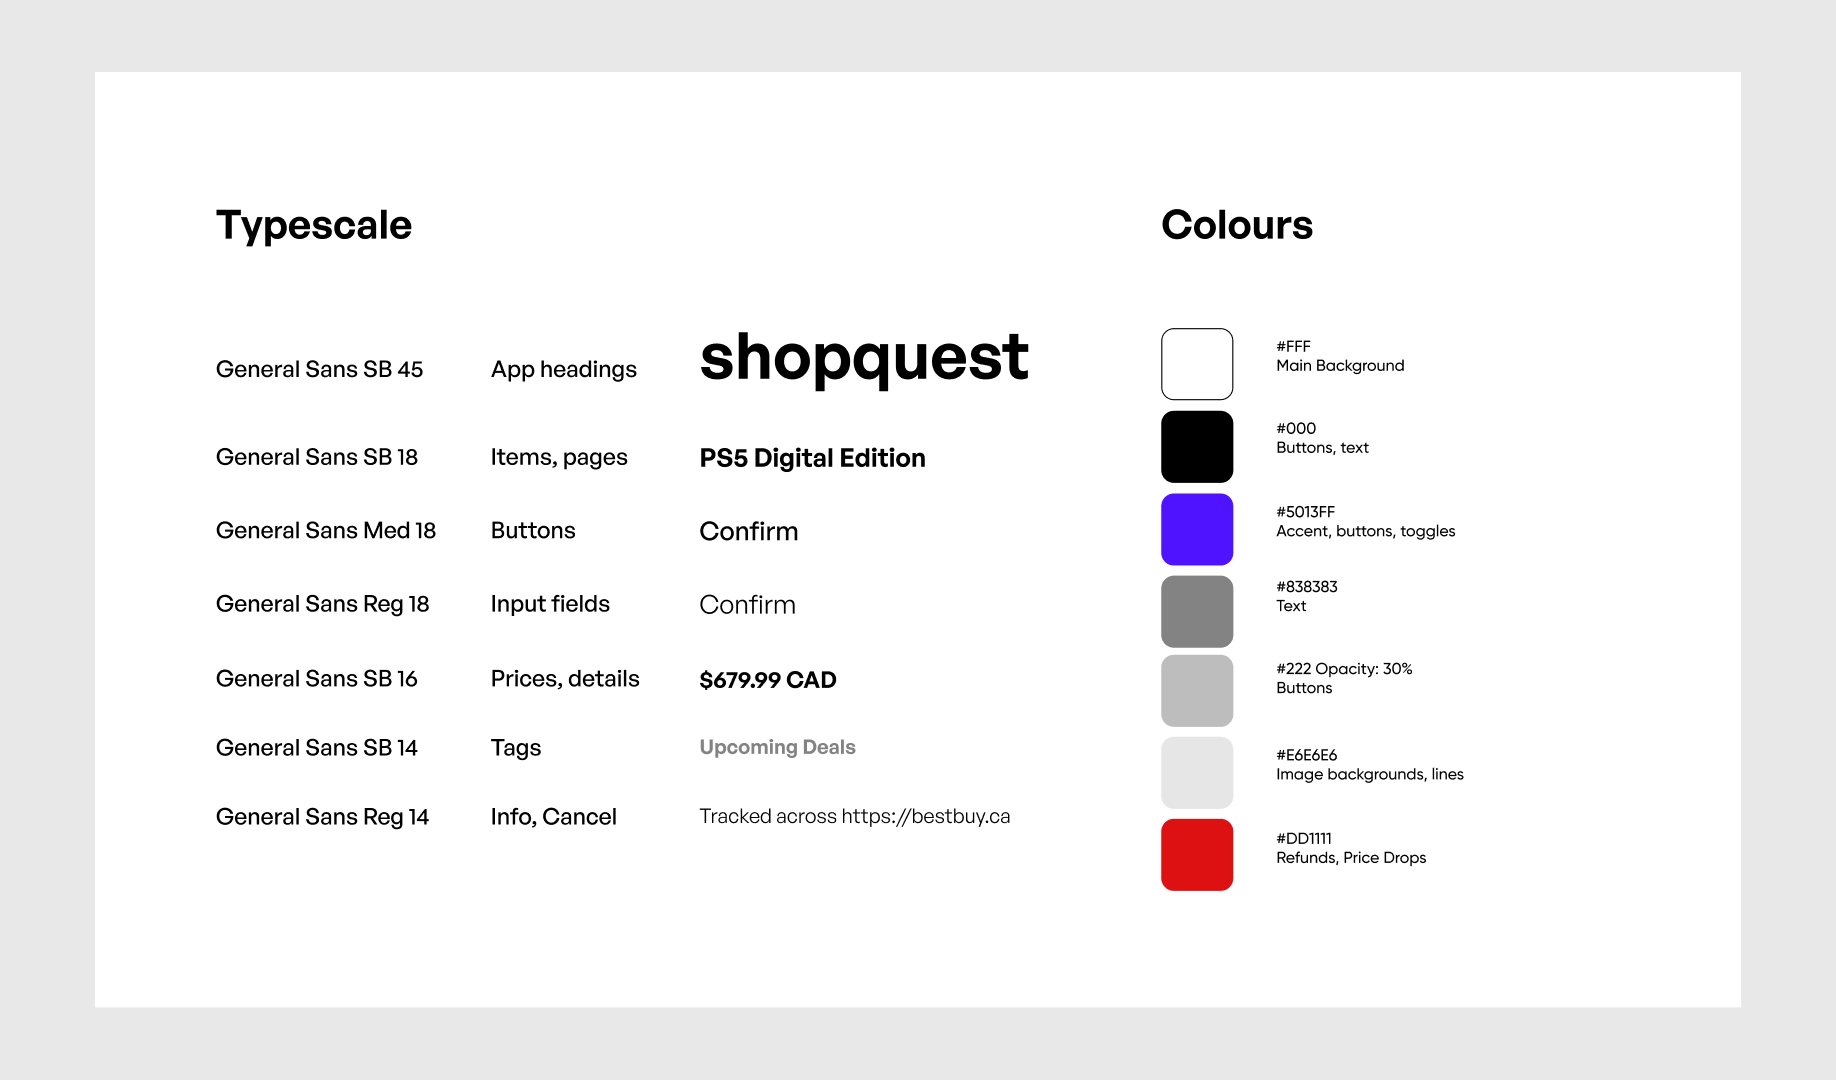 Typescale
General Sans SB 45
App headings
shopquest
General Sans SB 18
Items, pages
PS5 Digital Edition
General Sans Med 18
Buttons
Confirm
General Sans Reg 18
Input fields
Confirm
General Sans SB 16
Prices, details
$679.99 CAD
General Sans SB 14
Tags
Upcoming Deals
General Sans Reg 14
Info, Cancel
Tracked across https://bestbuy.ca
Colours
#FFF
Main Background
#000
Buttons, text
#5013FF
Accent, buttons, toggles
#838383
Text
#222 Opacity: 30%
Buttons
#E6E6E6
Image backgrounds, lines
#DD1111
Refunds, Price Drops